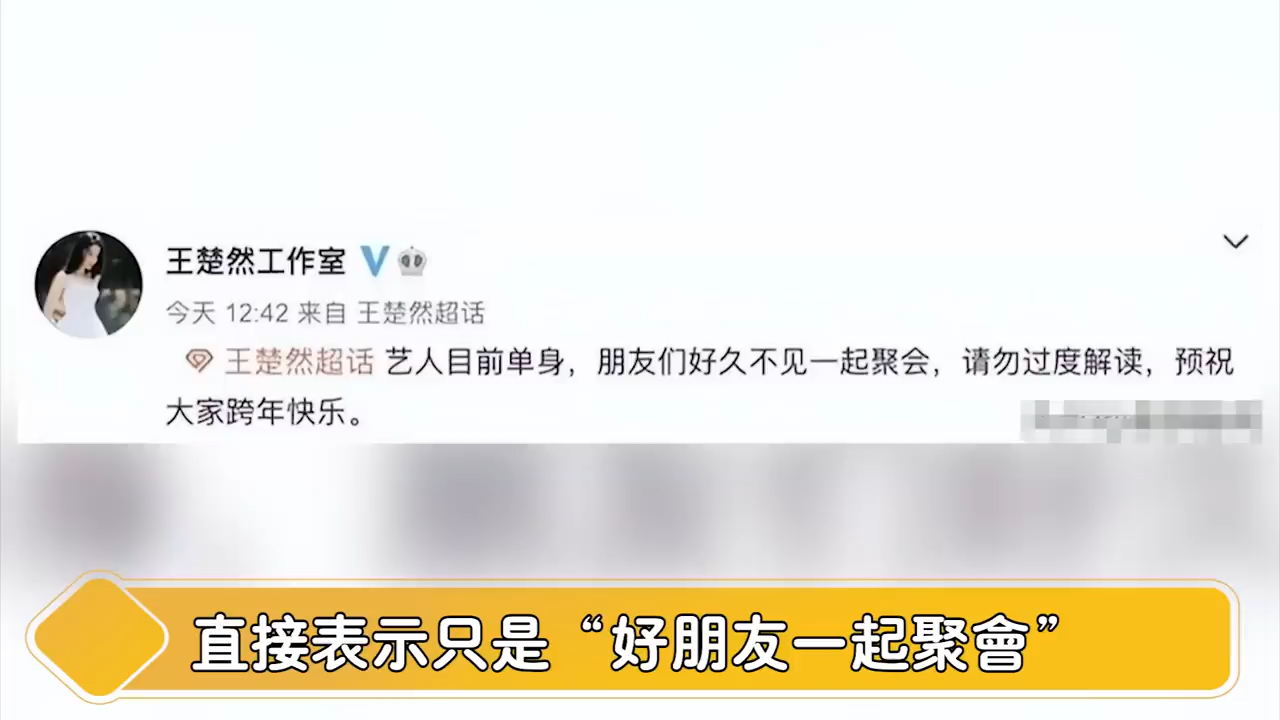 王楚然工作室
今天 12:42 来自 王楚然超话
王楚然超话 艺人目前单身，朋友们好久不见一起聚会，请勿过度解读，预祝
大家跨年快乐。
直接表示只是“好朋友一起聚會”